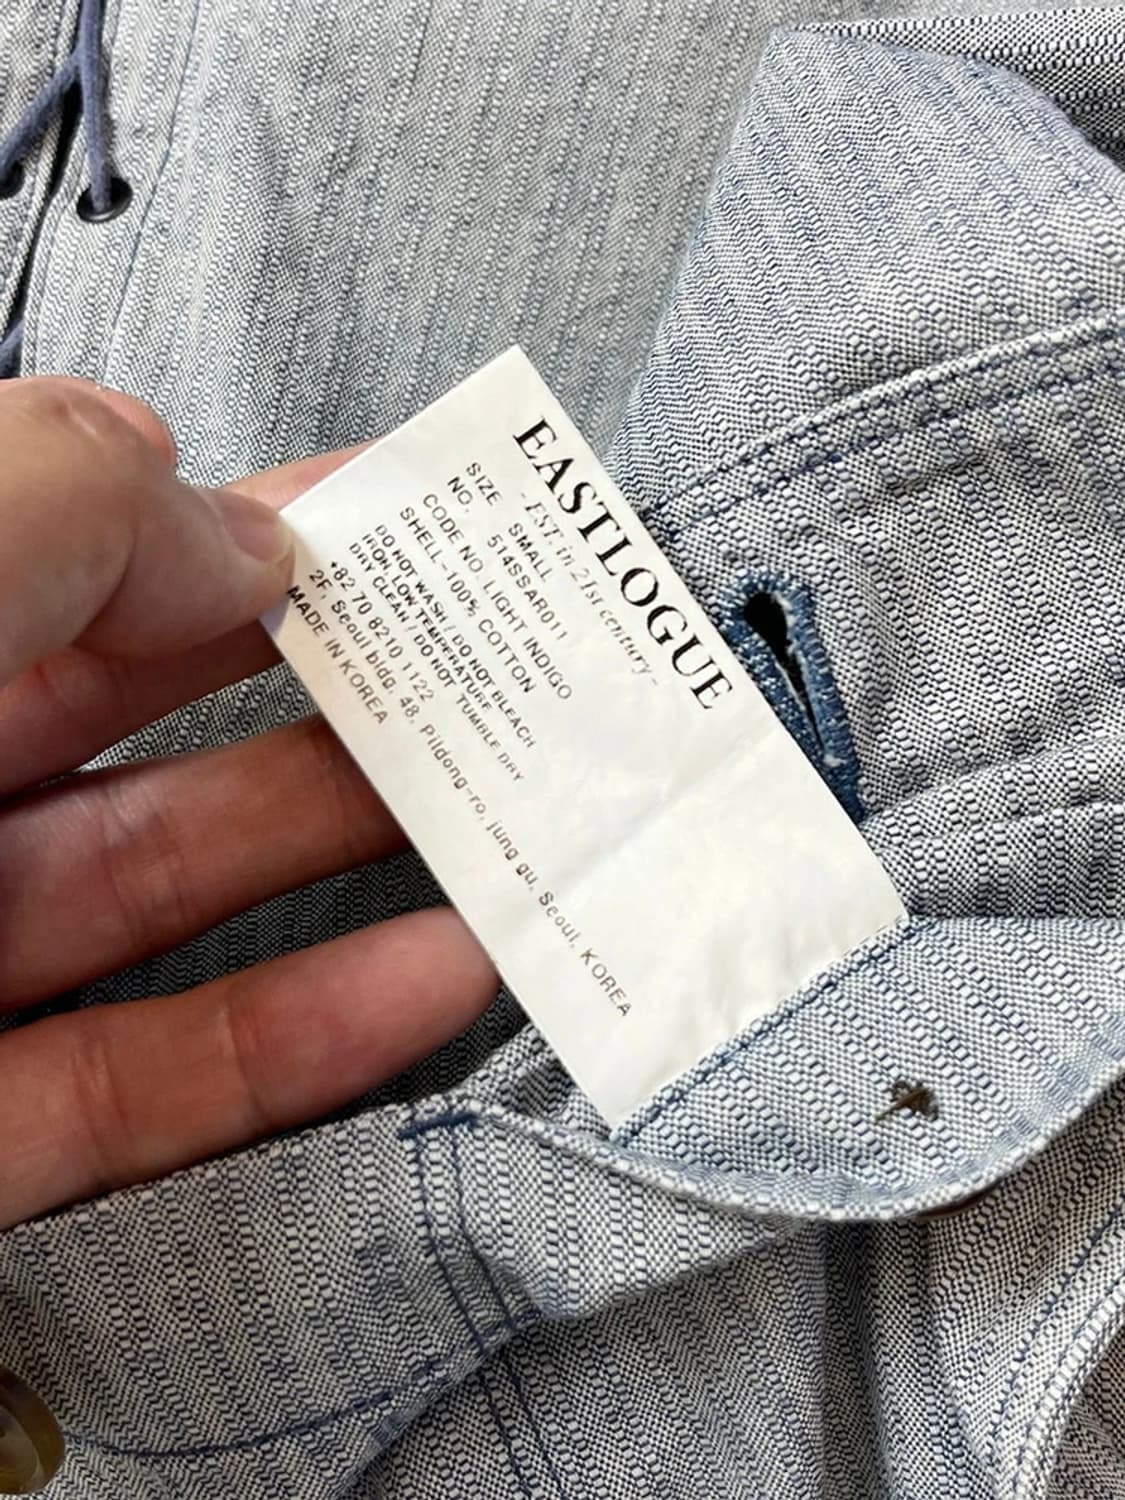 EASTLOGUE
- EST. in 21st century -
SIZE SMALL
NO. 514SSAR011
CODE NO. LIGHT INDIGO
SHELL-100% COTTON
DO NOT WASH / DO NOT BLEACH
IRON LOW TEMPERATURE
DRY CLEAN / DO NOT TUMBLE DRY
+82 70 8210 1122
2F, Seoul bldg, 48, Pildong-ro, jung gu, Seoul, KOREA
MADE IN KOREA